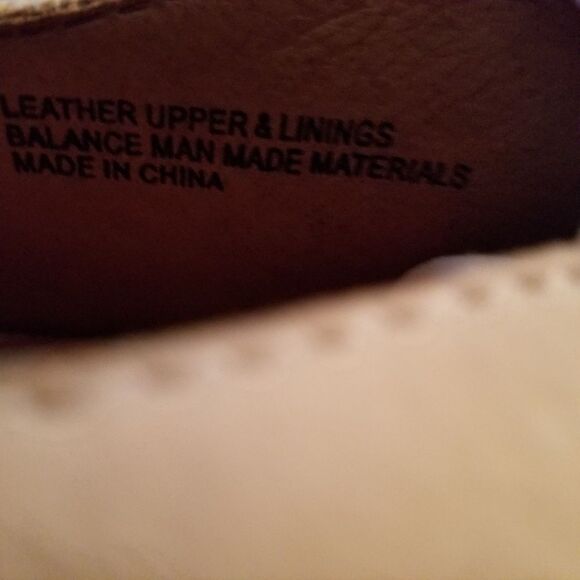 LEATHER UPPER & LININGS
BALANCE MAN MADE MATERIALS
MADE IN CHINA